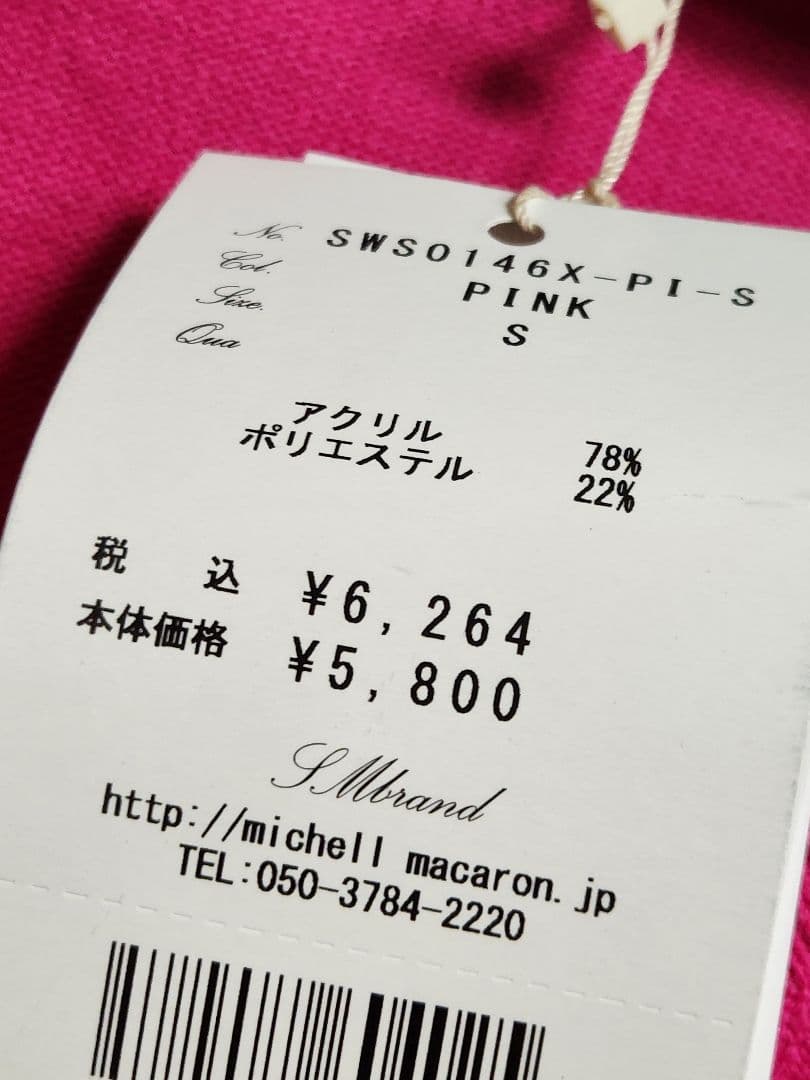 No. SWS0146X-PI-S
Col. PINK
Size. S
Qua
アクリル 78%
ポリエステル 22%
税 込 ¥6,264
本体価格 ¥5,800
SMbrand
http://michell macaron.jp
TEL:050-3784-2220